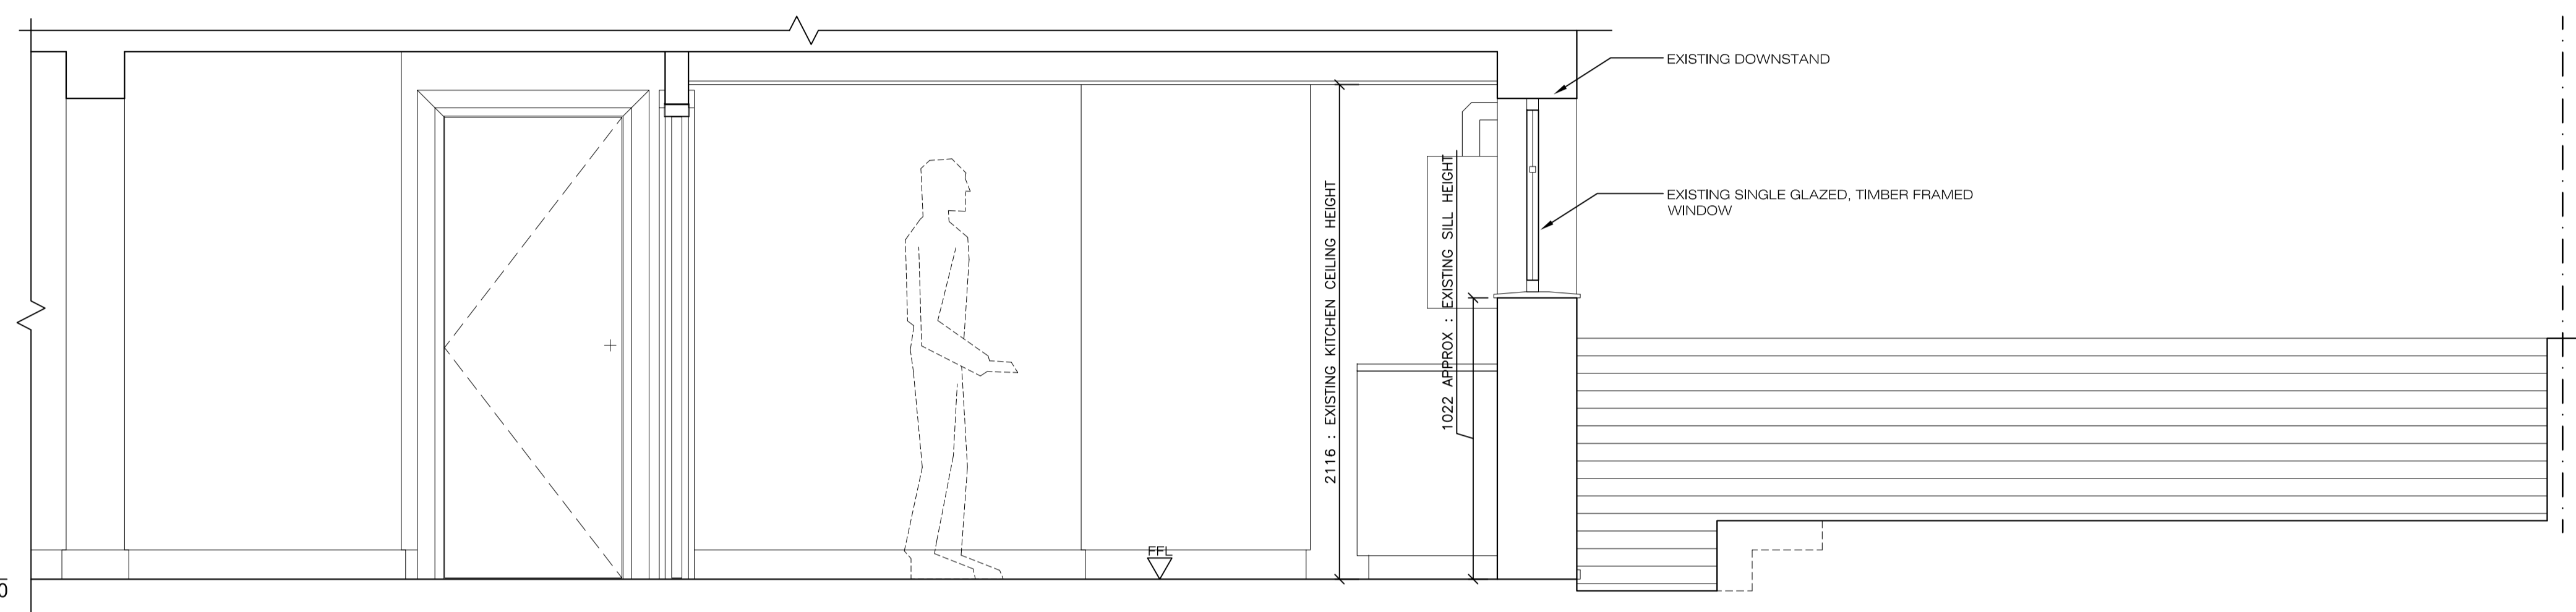 EXISTING DOWNSTAND
EXISTING SINGLE GLAZED, TIMBER FRAMED
WINDOW
2116 : EXISTING KITCHEN CEILING HEIGHT
1022 APPROX : EXISTING SILL HEIGHT
FFL
0